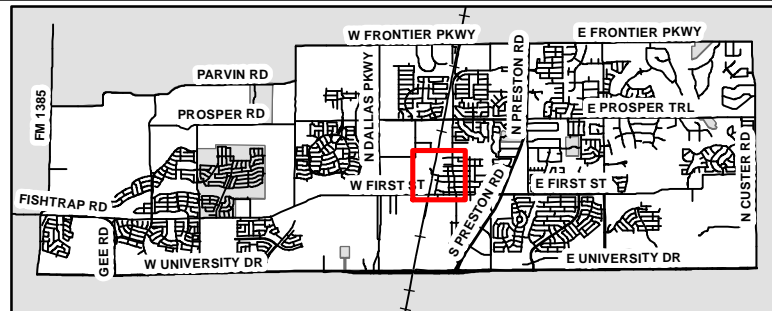 W FRONTIER PKWY
E FRONTIER PKWY
PARVIN RD
N PRESTON RD
FM 1385
N DALLAS PKWY
PROSPER RD
E PROSPER TRL
W FIRST ST
E FIRST ST
N CUSTER RD
FISHTRAP RD
S PRESTON RD
GEE RD
W UNIVERSITY DR
E UNIVERSITY DR